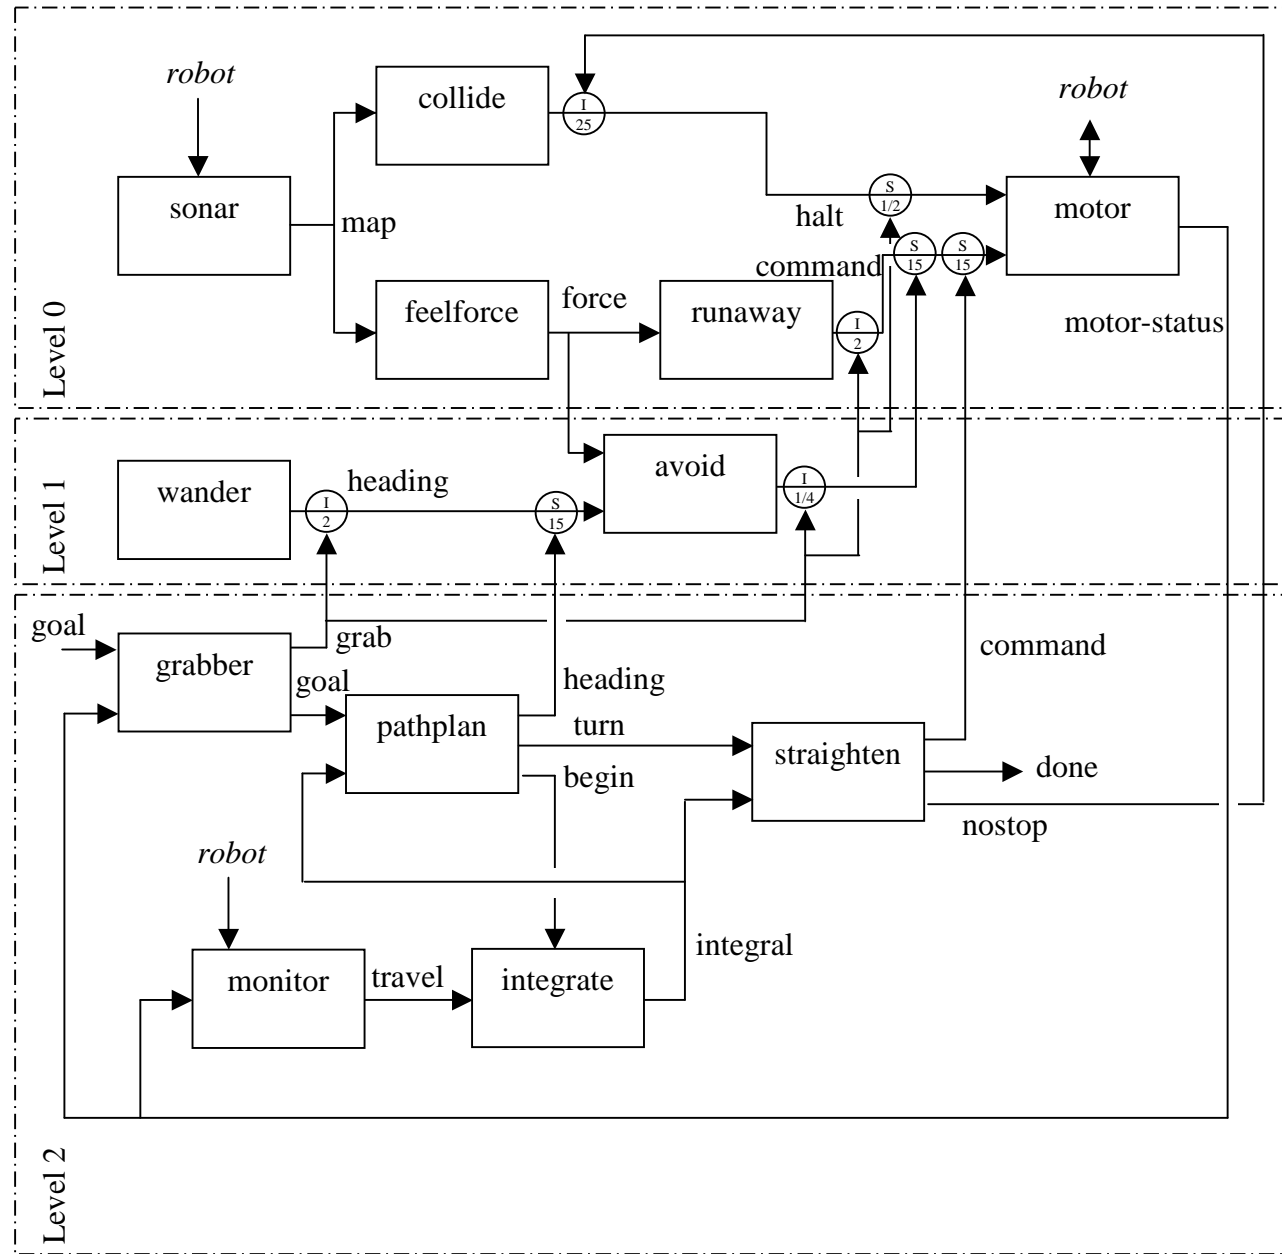 robot
collide
I
25
robot
sonar
map
halt
S
1/2
motor
command
S
15
S
15
feelforce
force
runaway
I
2
motor-status
Level 0
wander
I
2
heading
S
15
avoid
I
1/4
Level 1
goal
grabber
grab
goal
pathplan
heading
turn
begin
command
straighten
done
nostop
robot
monitor
travel
integrate
integral
Level 2